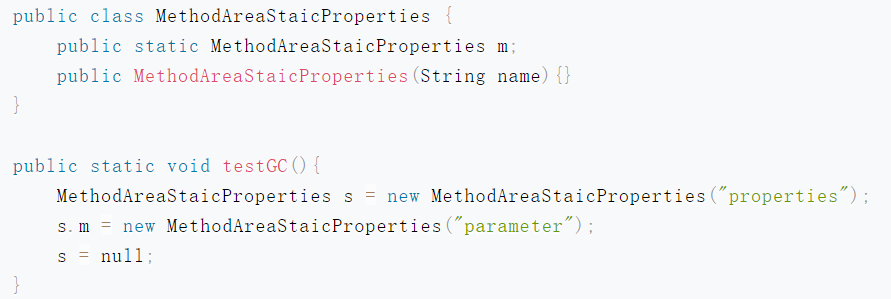 public class MethodAreaStaicProperties {
    public static MethodAreaStaicProperties m;
    public MethodAreaStaicProperties(String name){}
}

public static void testGC(){
    MethodAreaStaicProperties s = new MethodAreaStaicProperties("properties");
    s.m = new MethodAreaStaicProperties("parameter");
    s = null;
}